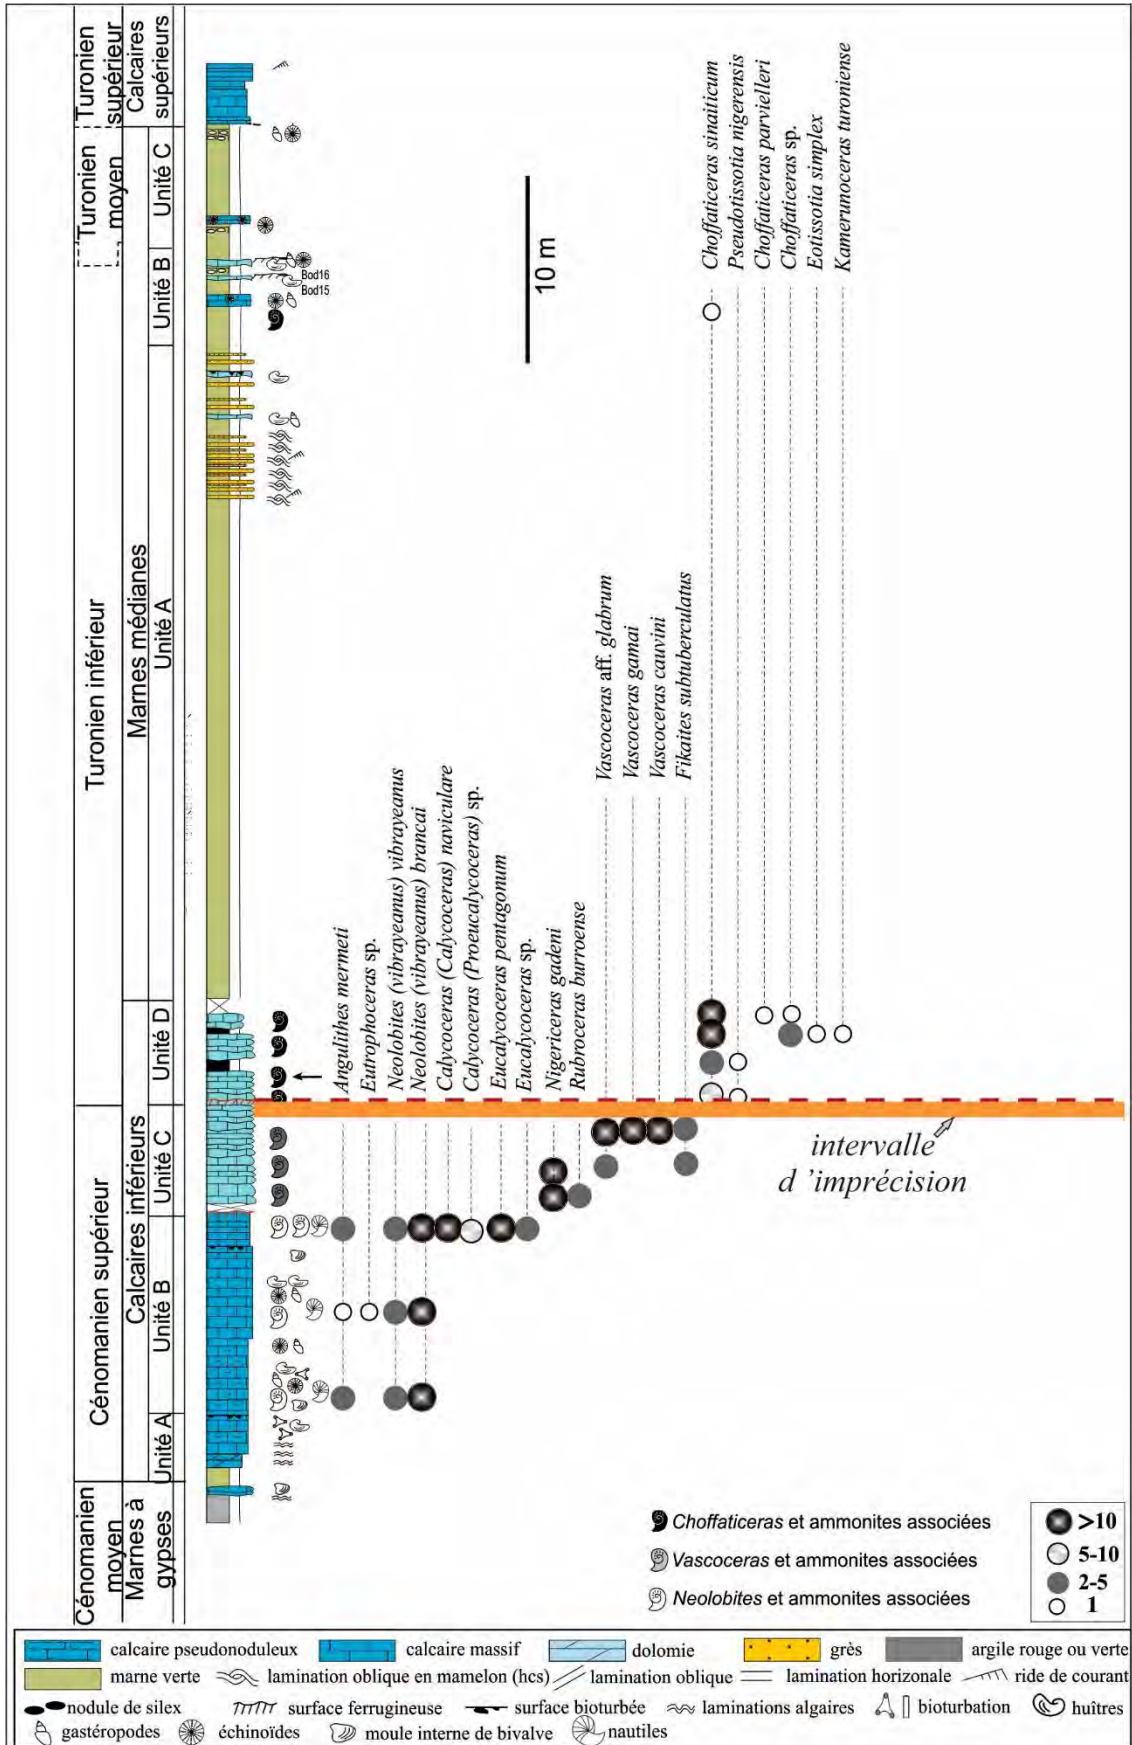 Turonien supérieur
Calcaires supérieurs
Turonien moyen
Unité C
Unité B
Bod16
Bod15
10 m
Choffaticeras sinaiticum
Pseudotissotia nigerensis
Choffaticeras parvielleri
Choffaticeras sp.
Eotissotia simplex
Kamerunoceras turoniense
Turonien inférieur
Marnes médianes
Unité A
Vascoceras aff. glabrum
Vascoceras gamai
Vascoceras cauvini
Fikaites subtuberculatus
Unité D
Angulithes mermeti
Eutrophoceras sp.
Neolobites (vibrayeanus) vibrayeanus
Neolobites (vibrayeanus) brancai
Calycoceras (Calycoceras) naviculare
Calycoceras (Proeucalycoceras) sp.
Eucalycoceras pentagonum
Eucalycoceras sp.
Nigericeras gadeni
Rubroceras burroense
Cénomanien supérieur
Calcaires inférieurs
Unité C
intervalle
d 'imprécision
Unité B
Unité A
Cénomanien moyen
Marnes à gypses
Choffaticeras et ammonites associées
Vascoceras et ammonites associées
Neolobites et ammonites associées
>10
5-10
2-5
1
calcaire pseudonoduleux calcaire massif dolomie grès argile rouge ou verte
marne verte lamination oblique en mamelon (hcs) lamination oblique lamination horizonale ride de courant
nodule de silex surface ferrugineuse surface bioturbée laminations algaires bioturbation huîtres
gastéropodes échinoïdes moule interne de bivalve nautiles